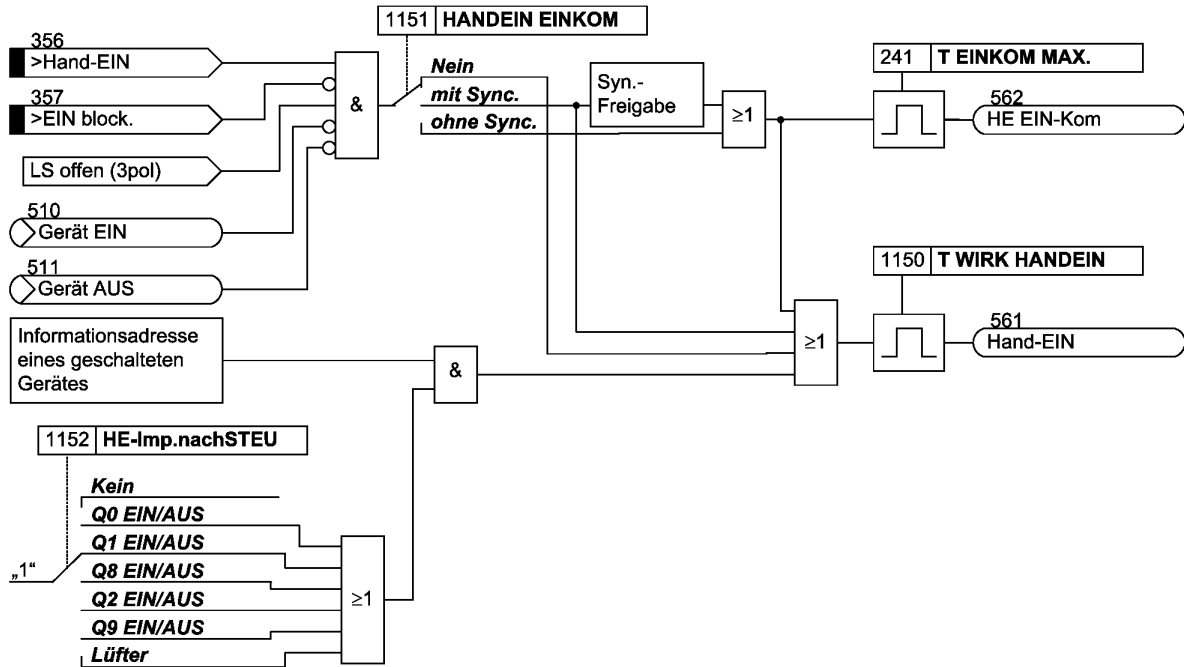 1151 HANDEIN EINKOM
356
>Hand-EIN
357
>EIN block.
LS offen (3pol)
510
Gerät EIN
511
Gerät AUS
&
Nein
mit Sync.
ohne Sync.
Syn.-
Freigabe
≥1
241 T EINKOM MAX.
562
HE EIN-Kom
1150 T WIRK HANDEIN
561
Hand-EIN
≥1
Informationsadresse
eines geschalteten
Gerätes
&
1152 HE-Imp.nachSTEU
Kein
Q0 EIN/AUS
Q1 EIN/AUS
Q8 EIN/AUS
Q2 EIN/AUS
Q9 EIN/AUS
Lüfter
„1“
≥1